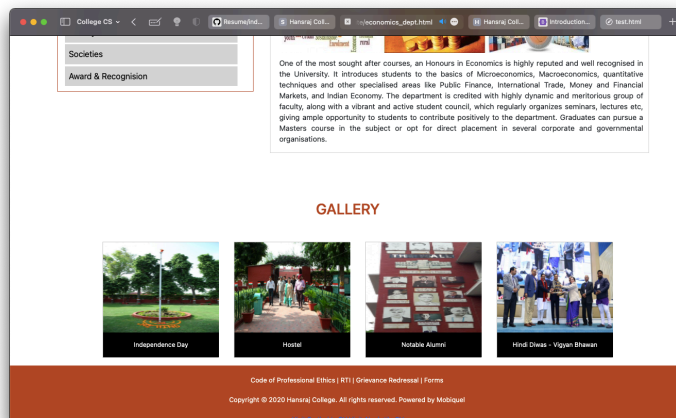 College CS
Resume/ind...
Hansraj Coll...
/economics_dept.html
Hansraj Coll...
Introduction...
test.html
Societies
Award & Recognision
One of the most sought after courses, an Honours in Economics is highly reputed and well recognised in
the University. It introduces students to the basics of Microeconomics, Macroeconomics, quantitative
techniques and other specialised areas like Public Finance, International Trade, Money and Financial
Markets, and Indian Economy. The department is credited with highly dynamic and meritorious group of
faculty, along with a vibrant and active student council, which regularly organizes seminars, lectures etc,
giving ample opportunity to students to contribute positively to the department. Graduates can pursue a
Masters course in the subject or opt for direct placement in several corporate and governmental
organisations.
GALLERY
Independence Day
Hostel
Notable Alumni
Hindi Diwas - Vigyan Bhawan
Code of Professional Ethics | RTI | Grievance Redressal | Forms
Copyright © 2020 Hansraj College. All rights reserved. Powered by Mobiquel